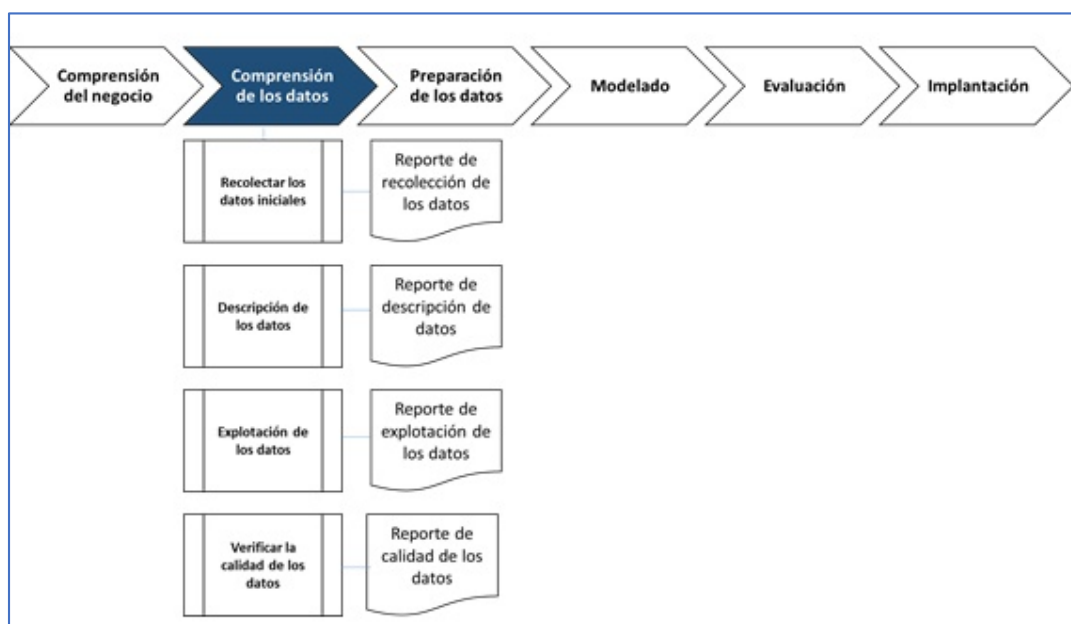 Comprensión
del negocio
Comprensión
de los datos
Preparación
de los datos
Modelado
Evaluación
Implantación
Recolectar los
datos iniciales
Reporte de
recolección de
los datos
Descripción de
los datos
Reporte de
descripción de
datos
Explotación de
los datos
Reporte de
explotación de
los datos
Verificar la
calidad de los
datos
Reporte de
calidad de los
datos